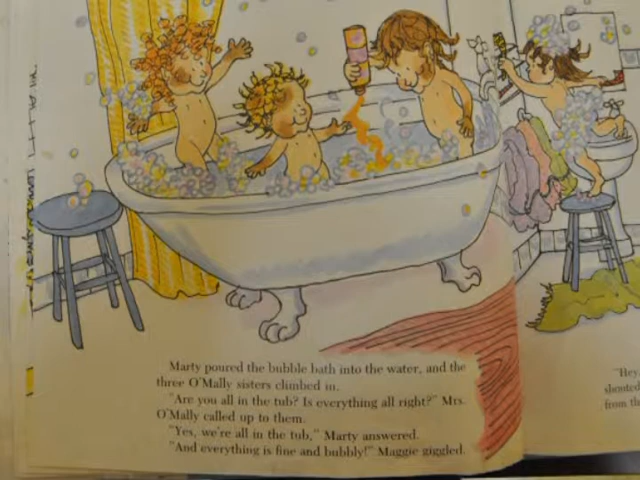 Marty poured the bubble bath into the water, and the
three O'Mally sisters climbed in.
"Are you all in the tub? Is everything all right?" Mrs.
O'Mally called up to them.
"Yes, we're all in the tub," Marty answered.
"And everything is fine and bubbly!" Maggie giggled.
"Hey,
shouted
from